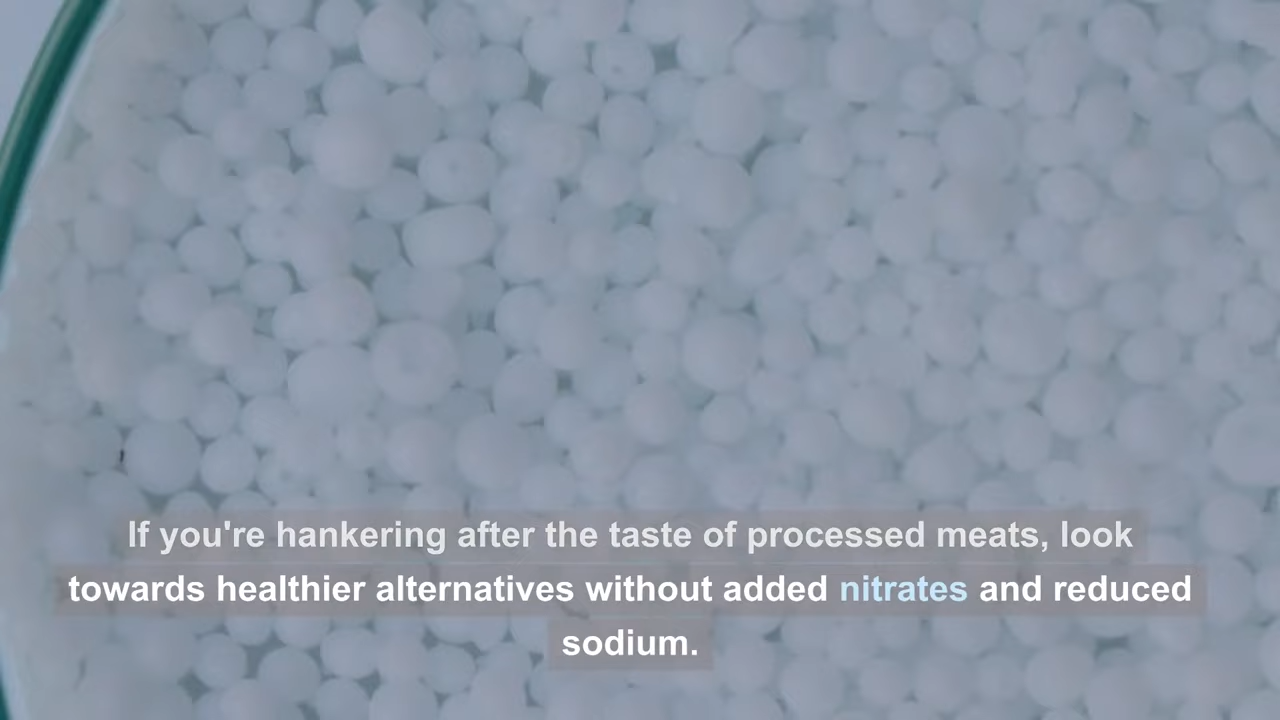 If you're hankering after the taste of processed meats, look
towards healthier alternatives without added nitrates and reduced
sodium.